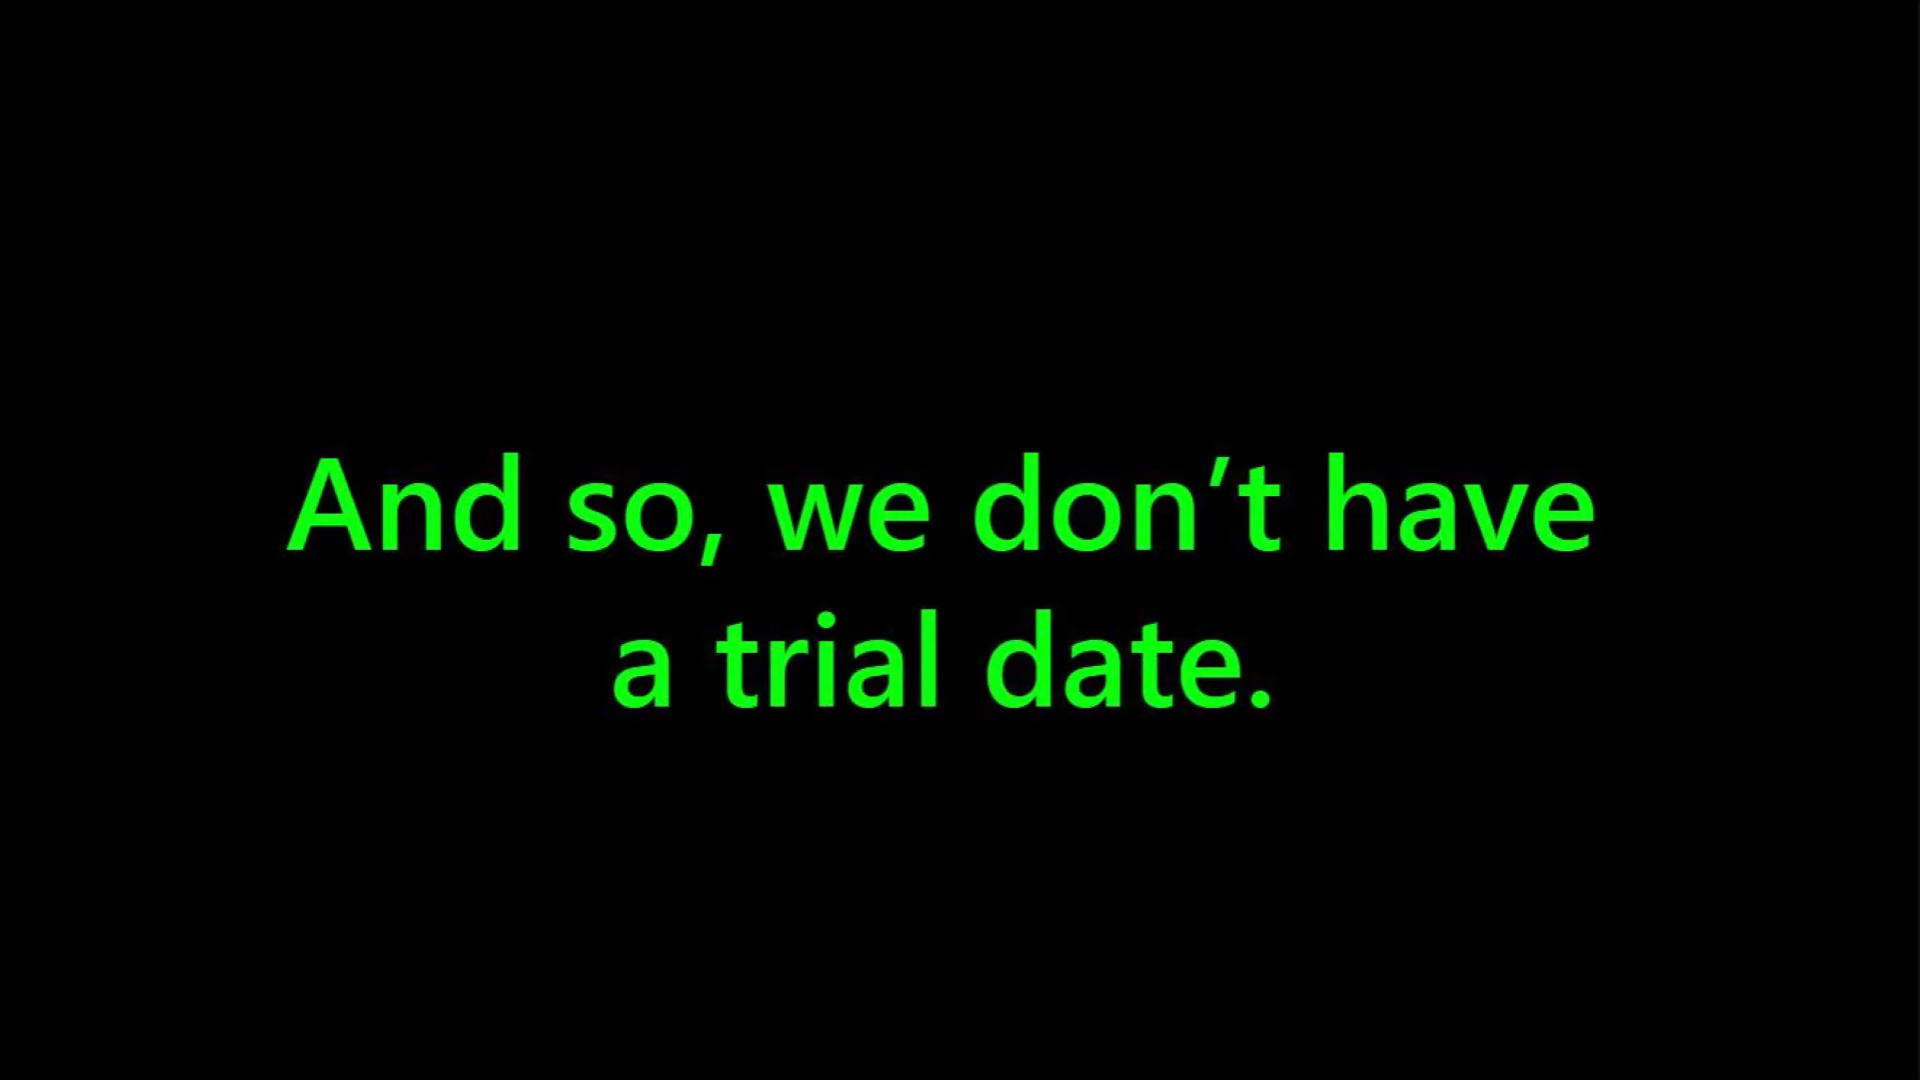 And so, we don’t have
a trial date.